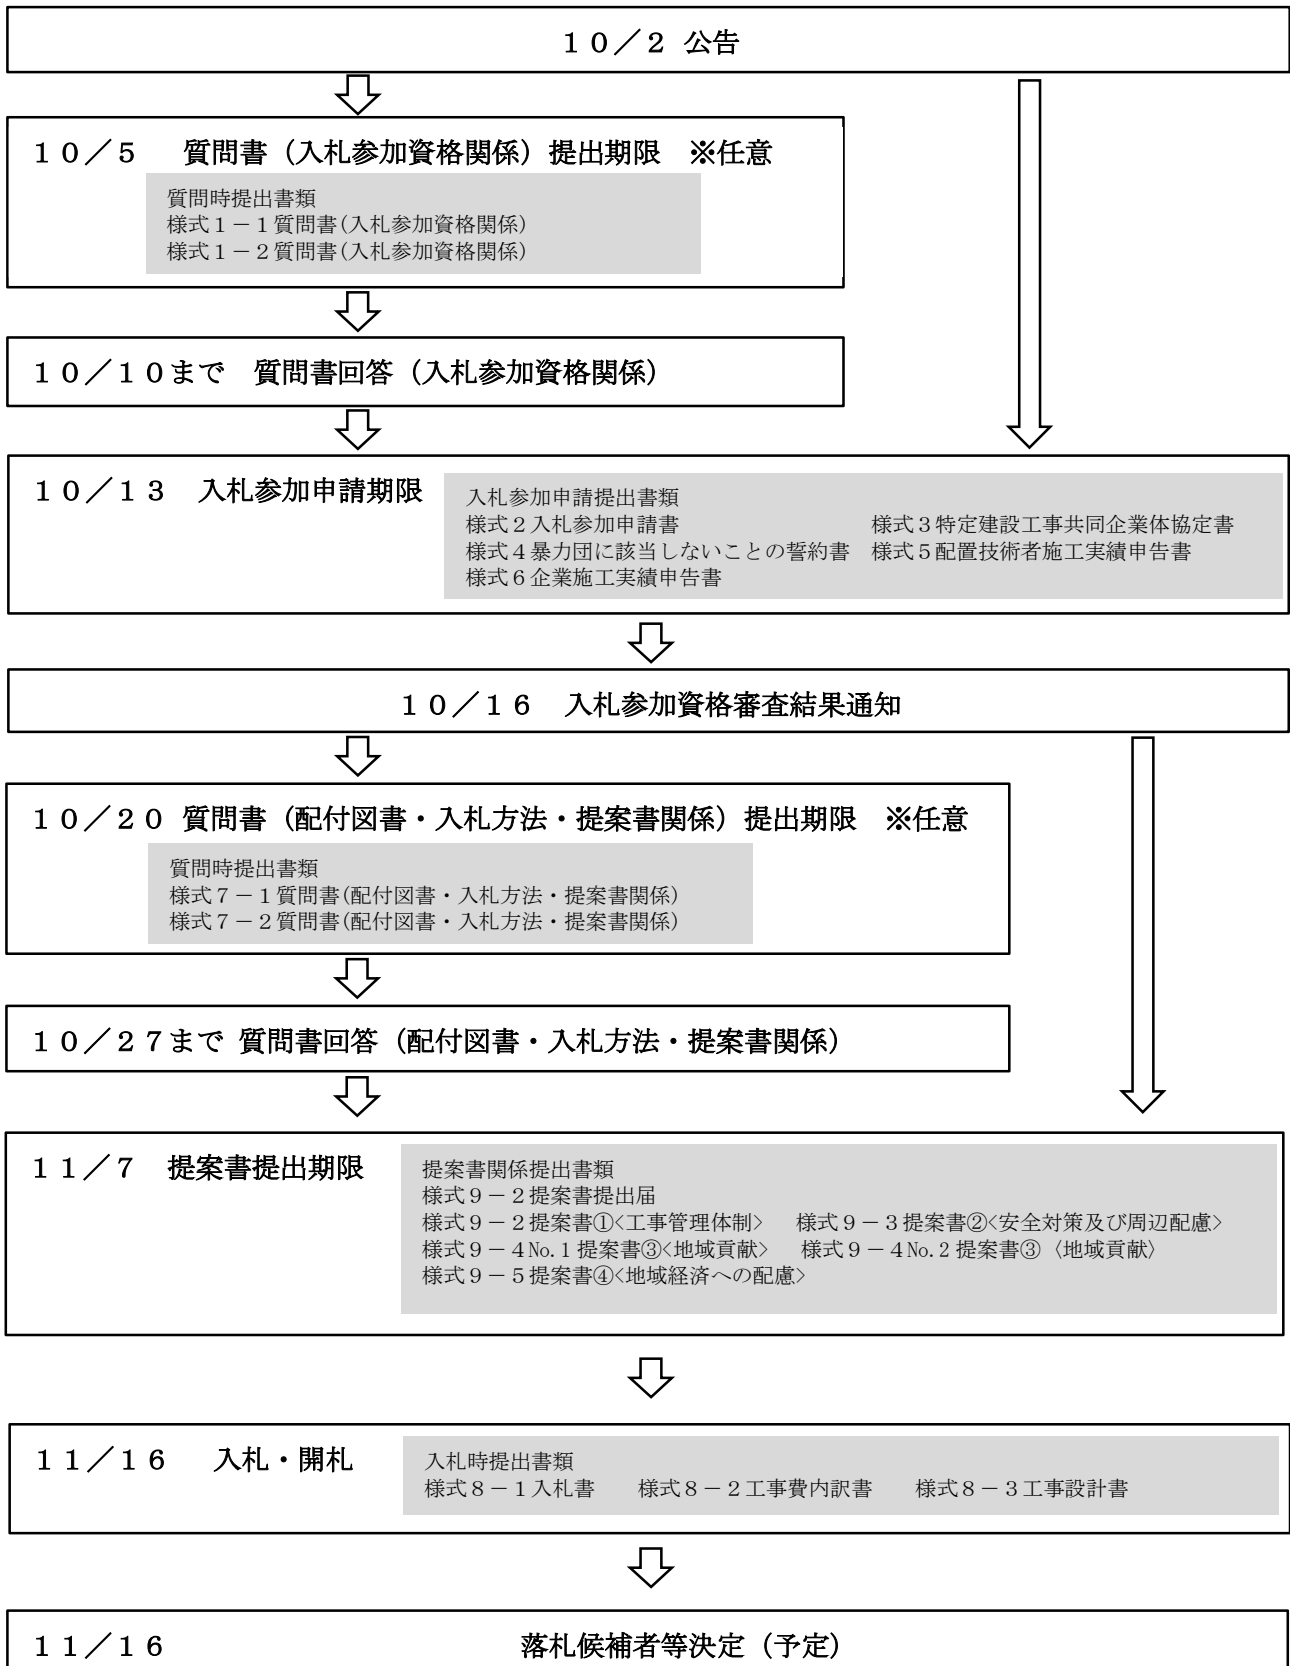 １０／２ 公告
１０／５　質問書（入札参加資格関係）提出期限　※任意
質問時提出書類
様式１－１質問書(入札参加資格関係)
様式１－２質問書(入札参加資格関係)
１０／１０まで　質問書回答（入札参加資格関係）
１０／１３　入札参加申請期限
入札参加申請提出書類
様式２入札参加申請書　様式３特定建設工事共同企業体協定書
様式４暴力団に該当しないことの誓約書　様式５配置技術者施工実績申告書
様式６企業施工実績申告書
１０／１６　入札参加資格審査結果通知
１０／２０ 質問書（配付図書・入札方法・提案書関係）提出期限　※任意
質問時提出書類
様式７－１質問書(配付図書・入札方法・提案書関係)
様式７－２質問書(配付図書・入札方法・提案書関係)
１０／２７まで 質問書回答（配付図書・入札方法・提案書関係）
１１／７　提案書提出期限
提案書関係提出書類
様式９－２提案書提出届
様式９－２提案書①<工事管理体制>　様式９－３提案書②<安全対策及び周辺配慮>
様式９－４No.1提案書③<地域貢献>　様式９－４No.2提案書③〈地域貢献〉
様式９－５提案書④<地域経済への配慮>
１１／１６　入札・開札
入札時提出書類
様式８－１入札書　様式８－２工事費内訳書　様式８－３工事設計書
１１／１６　落札候補者等決定（予定）